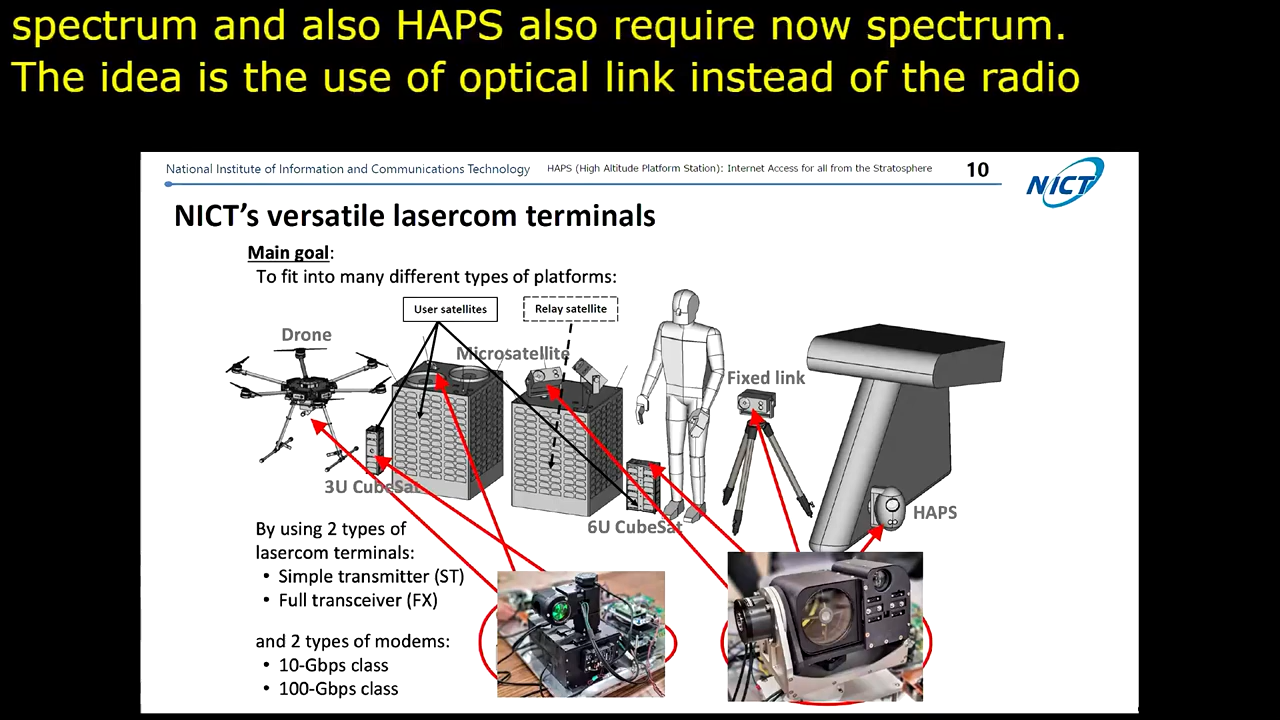 spectrum and also HAPS also require now spectrum.
The idea is the use of optical link instead of the radio
National Institute of Information and Communications Technology HAPS (High Altitude Platform Station): Internet Access for all from the Stratosphere 10
NICT
NICT's versatile lasercom terminals
Main goal:
To fit into many different types of platforms:
User satellites
Relay satellite
Drone
Microsatellite
Fixed link
3U CubeSat
6U CubeSat
HAPS
By using 2 types of
lasercom terminals:
• Simple transmitter (ST)
• Full transceiver (FX)
and 2 types of modems:
• 10-Gbps class
• 100-Gbps class